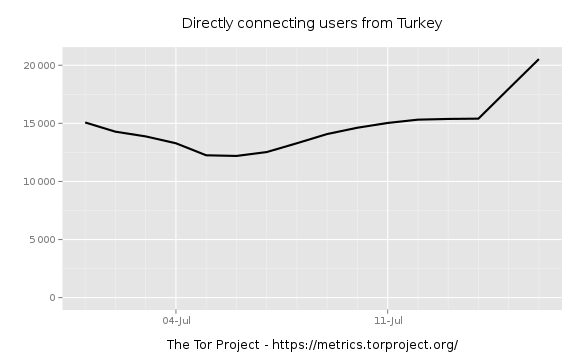 Directly connecting users from Turkey
20 000
15 000
10 000
5 000
0
04-Jul
11-Jul
The Tor Project - https://metrics.torproject.org/